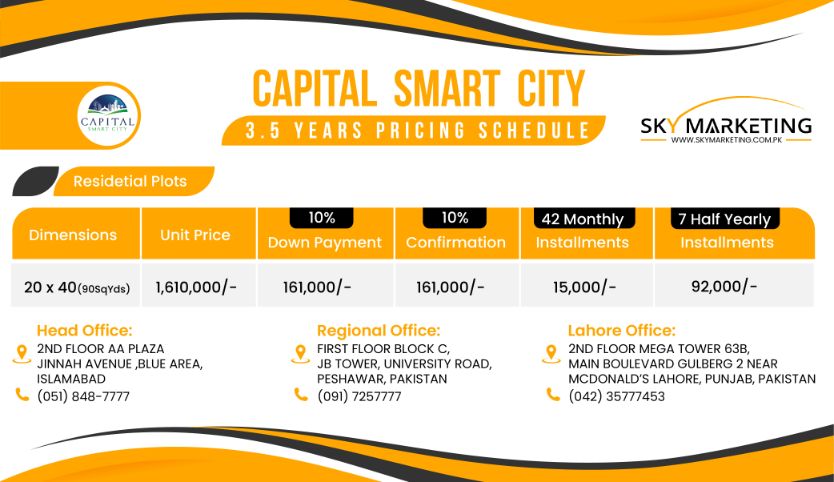 CAPITAL SMART CITY
3.5 YEARS PRICING SCHEDULE
CAPITAL
SMART CITY
SKY MARKETING
WWW.SKYMARKETING.COM.PK
Residetial Plots
Dimensions
Unit Price
10%
Down Payment
10%
Confirmation
42 Monthly
Installments
7 Half Yearly
Installments
20 x 40(90SqYds)
1,610,000/-
161,000/-
161,000/-
15,000/-
92,000/-
Head Office:
2ND FLOOR AA PLAZA
JINNAH AVENUE ,BLUE AREA,
ISLAMABAD
(051) 848-7777
Regional Office:
FIRST FLOOR BLOCK C,
JB TOWER, UNIVERSITY ROAD,
PESHAWAR, PAKISTAN
(091) 7257777
Lahore Office:
2ND FLOOR MEGA TOWER 63B,
MAIN BOULEVARD GULBERG 2 NEAR
MCDONALD'S LAHORE, PUNJAB, PAKISTAN
(042) 35777453